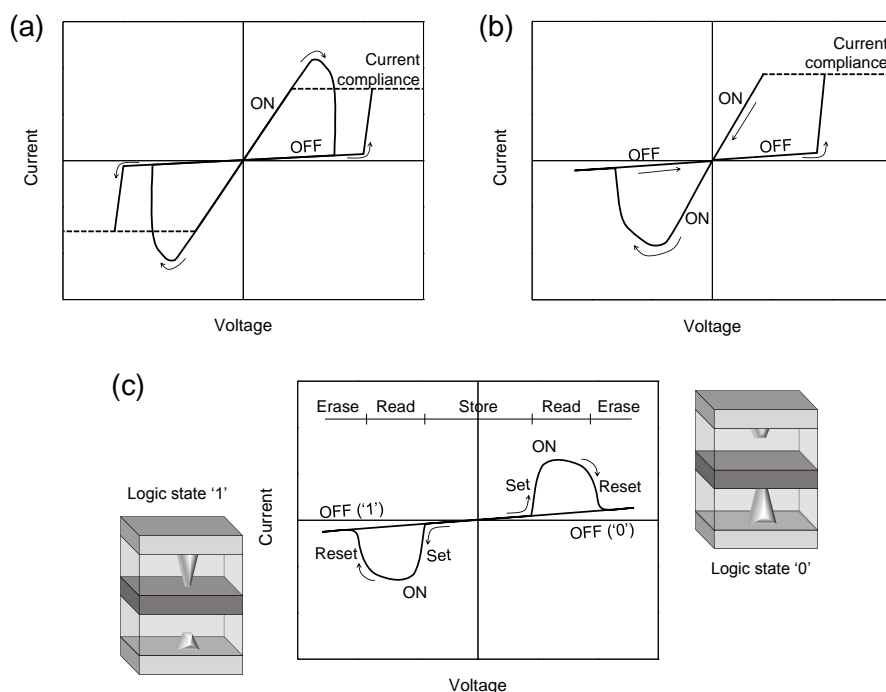 (a)
Current
compliance
ON
OFF
Current
Voltage
(b)
Current
compliance
ON
OFF
OFF
ON
Current
Voltage
(c)
Erase Read Store Read Erase
ON
Set
Reset
OFF ('1')
OFF ('0')
Reset
Set
ON
Current
Voltage
Logic state '1'
Logic state '0'